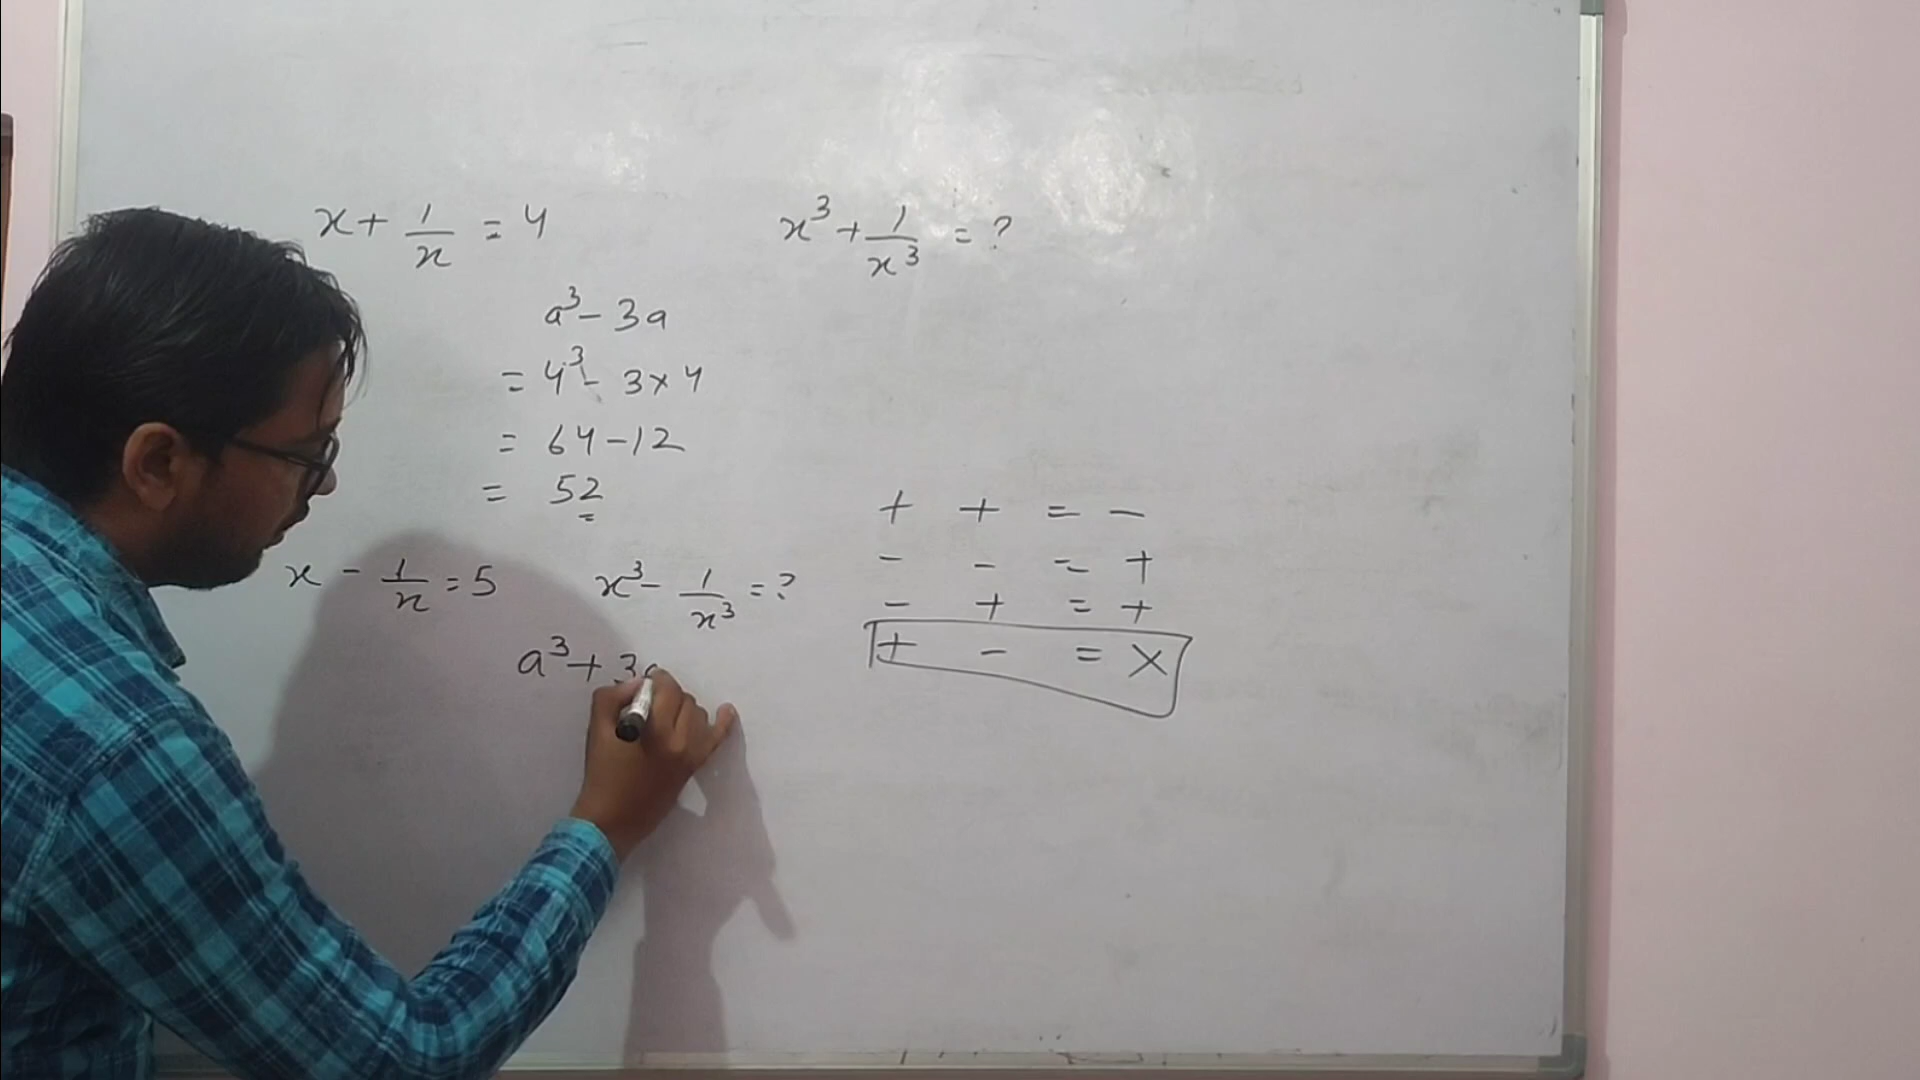 x + 1/x = 4    x³ + 1/x³ = ?
a³ - 3a
= 4³ - 3×4
= 64 - 12
= 52
x - 1/x = 5    x³ - 1/x³ = ?
a³ + 3a
+ + = -
- - = +
- + = +
+ - = ×